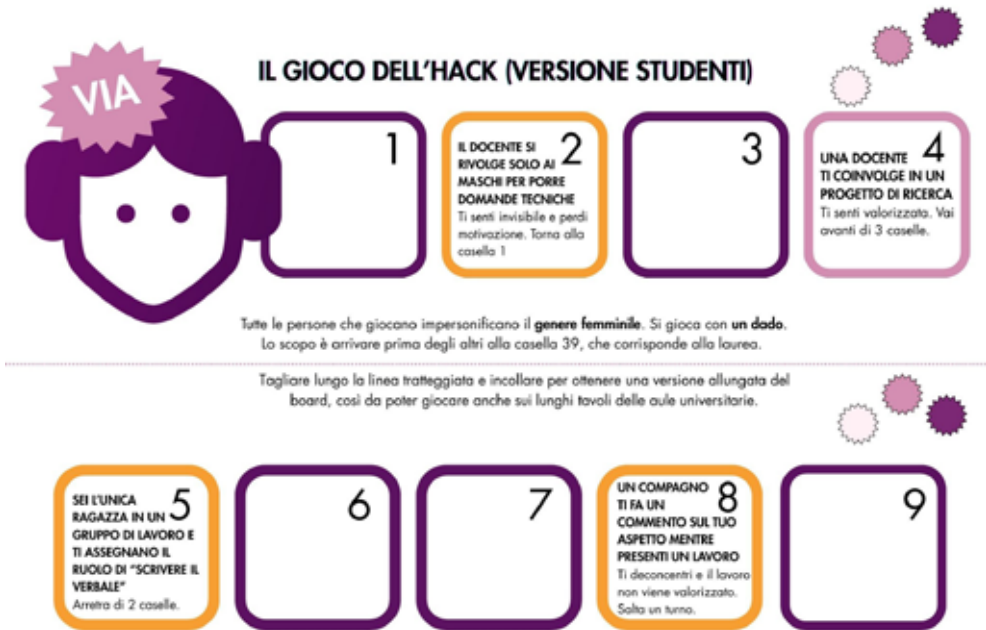 VIA
IL GIOCO DELL'HACK (VERSIONE STUDENTI)
1
2
IL DOCENTE SI
RIVOLGE SOLO AI
MASCHI PER PORRE
DOMANDE TECNICHE
Ti senti invisibile e perdi
motivazione. Torna alla
casella 1
3
4
UNA DOCENTE
TI COINVOLGE IN UN
PROGETTO DI RICERCA
Ti senti valorizzata. Vai
avanti di 3 caselle.
Tutte le persone che giocano impersonificano il genere femminile. Si gioca con un dado.
Lo scopo è arrivare prima degli altri alla casella 39, che corrisponde alla laurea.
Tagliare lungo la linea tratteggiata e incollare per ottenere una versione allungata del
board, così da poter giocare anche sui lunghi tavoli delle aule universitarie.
5
SEI L'UNICA
RAGAZZA IN UN
GRUPPO DI LAVORO E
TI ASSEGNANO IL
RUOLO DI "SCRIVERE IL
VERBALE"
Arretra di 2 caselle.
6
7
8
UN COMPAGNO
TI FA UN
COMMENTO SUL TUO
ASPETTO MENTRE
PRESENTI UN LAVORO
Ti deconcentri e il lavoro
non viene valorizzato.
Salta un turno.
9